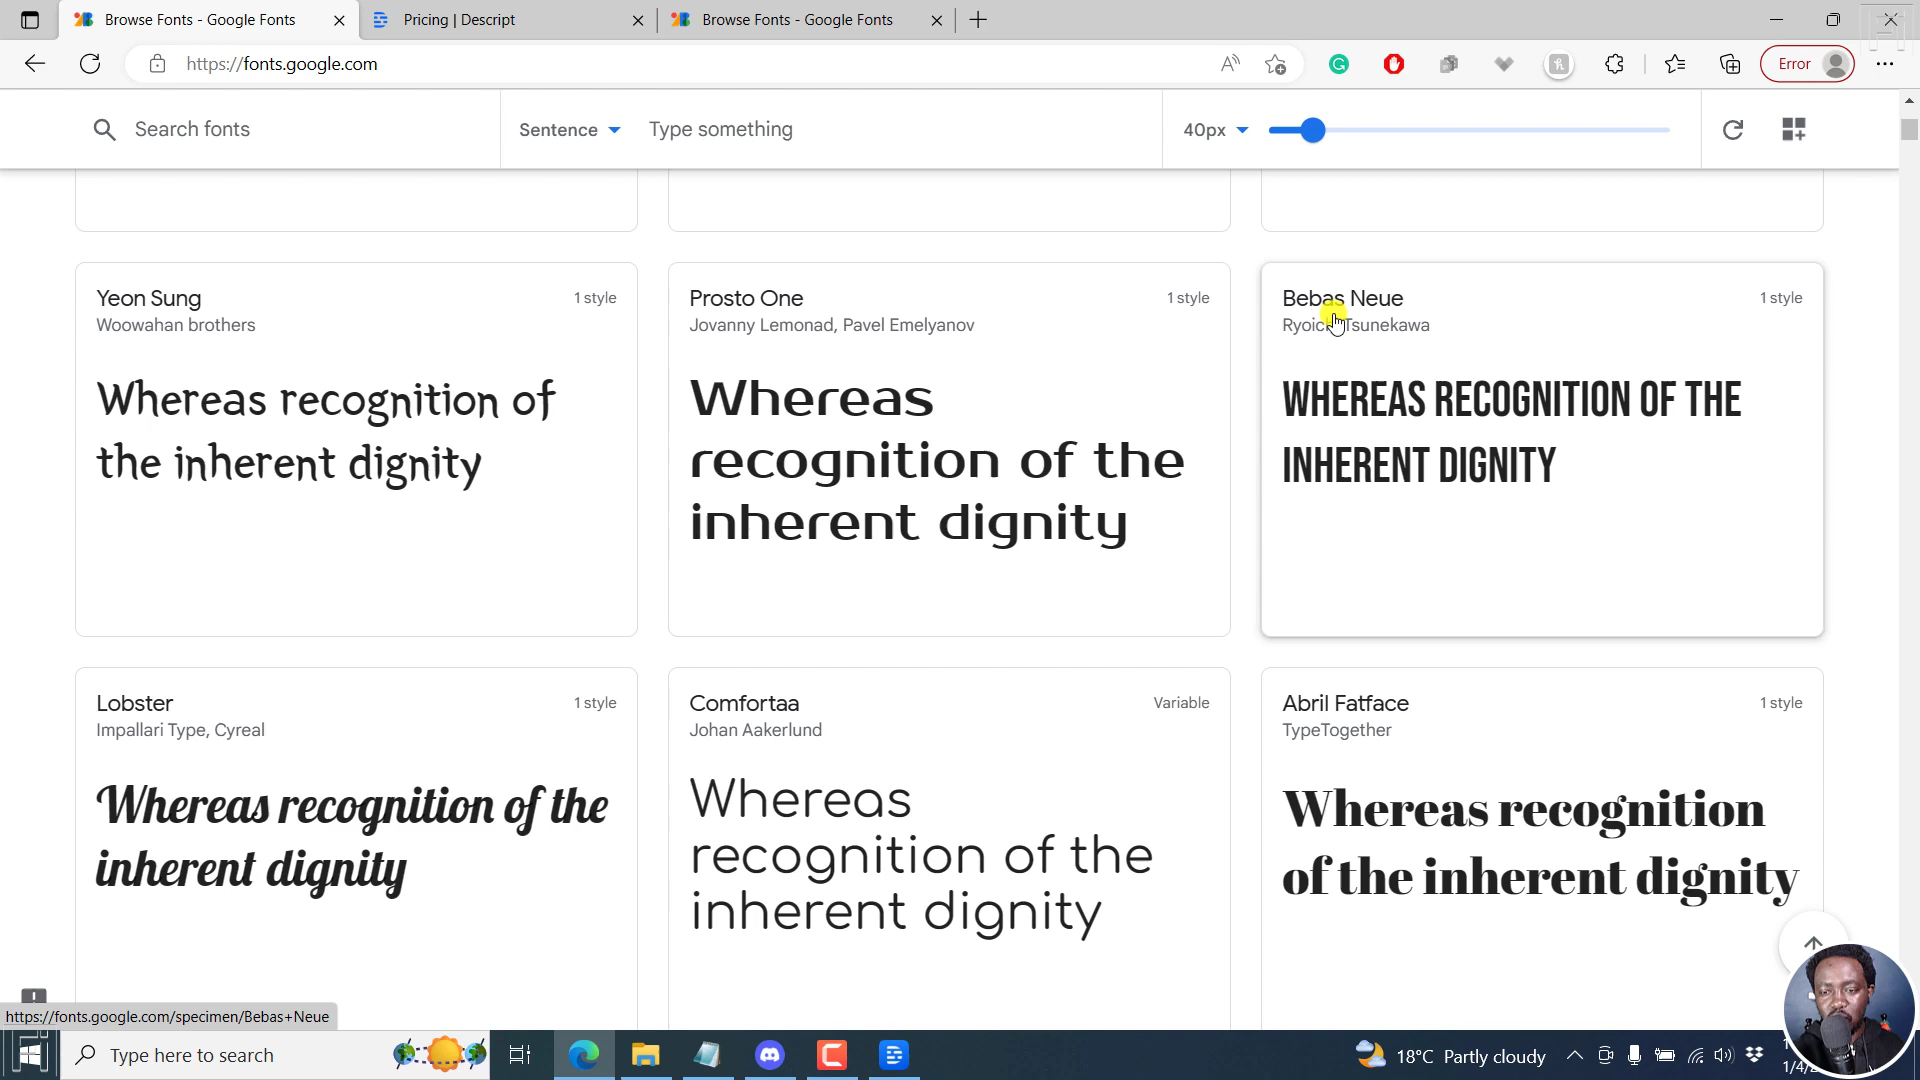 Browse Fonts - Google Fonts
Pricing | Descript
Browse Fonts - Google Fonts
https://fonts.google.com
Error
Search fonts
Sentence
Type something
40px
Yeon Sung
1 style
Woowahan brothers
Whereas recognition of
the inherent dignity
Prosto One
1 style
Jovanny Lemonad, Pavel Emelyanov
Whereas
recognition of the
inherent dignity
Bebas Neue
1 style
Tsunekawa
WHEREAS RECOGNITION OF THE
INHERENT DIGNITY
Lobster
1 style
Impallari Type, Cyreal
Whereas recognition of the
inherent dignity
Comfortaa
Variable
Johan Aakerlund
Whereas
recognition of the
inherent dignity
Abril Fatface
1 style
TypeTogether
Whereas recognition
of the inherent dignity
https://fonts.google.com/specimen/Bebas+Neue
Type here to search
18°C Partly cloudy